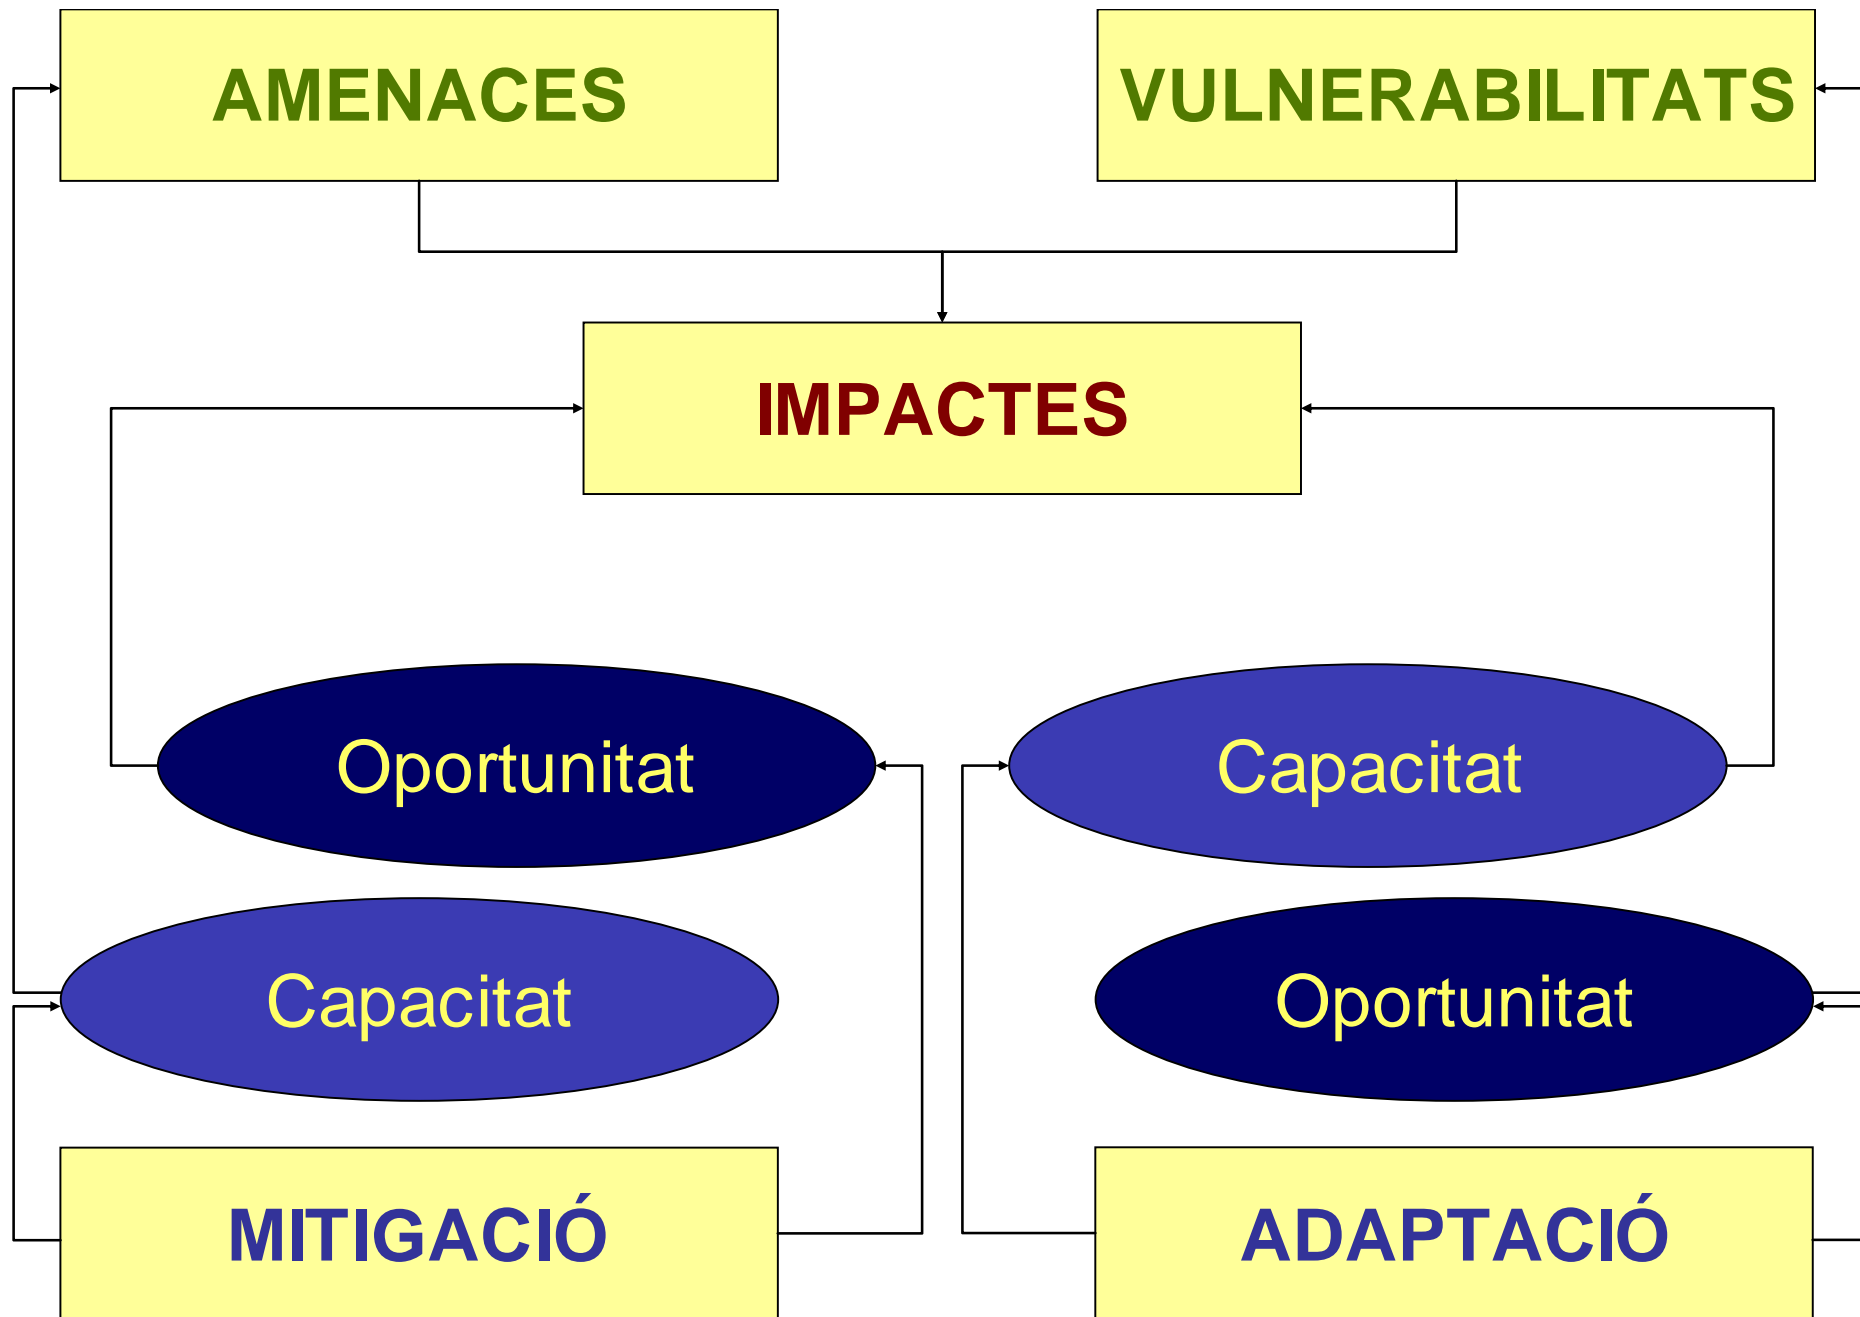 AMENACES
VULNERABILITATS
IMPACTES
Oportunitat
Capacitat
Capacitat
Oportunitat
MITIGACIÓ
ADAPTACIÓ